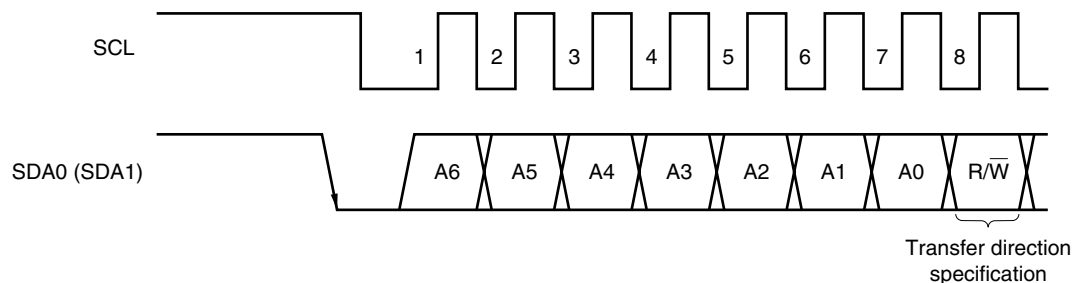 SCL
1 2 3 4 5 6 7 8
SDA0 (SDA1)
A6 A5 A4 A3 A2 A1 A0 R/W̅
Transfer direction
specification